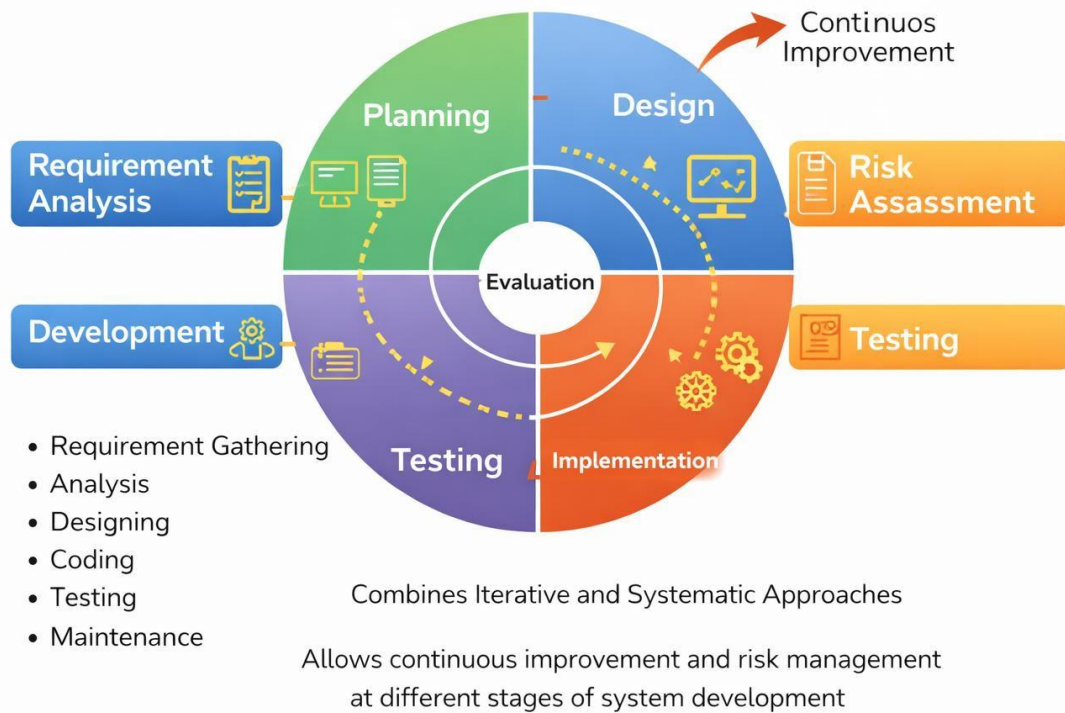 Continuos
Improvement
Planning
Design
Requirement
Analysis
Risk
Assassment
Evaluation
Development
Testing
Testing
Implementation
• Requirement Gathering
• Analysis
• Designing
• Coding
• Testing
• Maintenance
Combines Iterative and Systematic Approaches
Allows continuous improvement and risk management
at different stages of system development